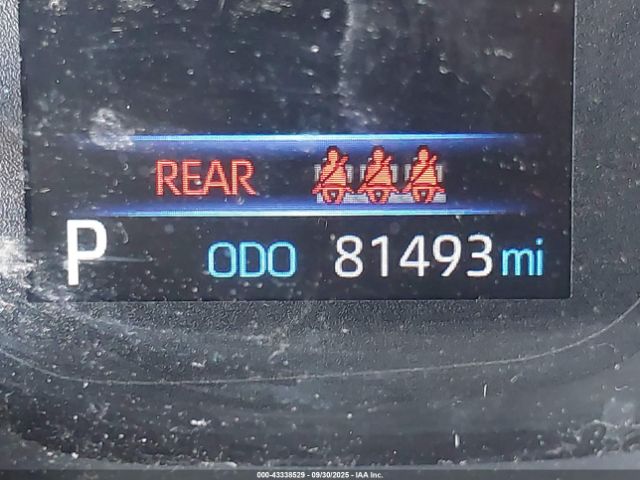 REAR
P ODO 81493 mi
000-43338529 - 09/30/2025 - IAA Inc.